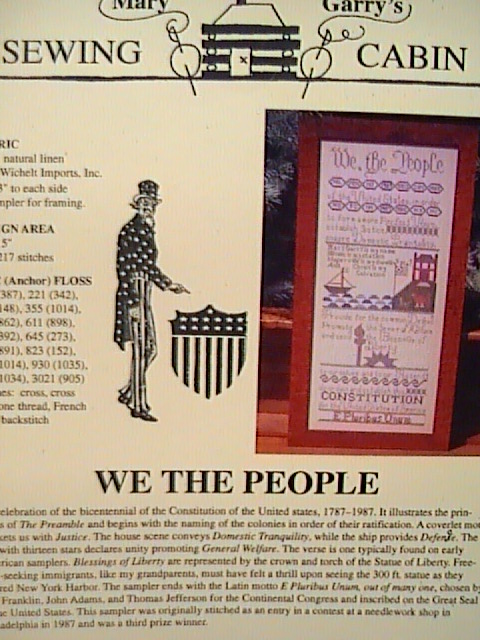 Mary
Garry's
SEWING CABIN
RIC
natural linen
Wichelt Imports, Inc.
3" to each side
mpler for framing.
GN AREA
5"
217 stitches
(Anchor) FLOSS
387), 221 (342),
148), 355 (1014),
862), 611 (898),
892), 645 (273),
891), 823 (152),
1014), 930 (1035),
1034), 3021 (905)
nes: cross, cross
one thread, French
backstitch
We, the People
CONSTITUTION
E Pluribus Unum
WE THE PEOPLE
elebration of the bicentennial of the Constitution of the United states, 1787-1987. It illustrates the prin-
s of The Preamble and begins with the naming of the colonies in order of their ratification. A coverlet mo
ets us with Justice. The house scene conveys Domestic Tranquility, while the ship provides Defense. The
with thirteen stars declares unity promoting General Welfare. The verse is one typically found on early
erican samplers. Blessings of Liberty are represented by the crown and torch of the Statue of Liberty. Free-
-seeking immigrants, like my grandparents, must have felt a thrill upon seeing the 300 ft. statue as they
red New York Harbor. The sampler ends with the Latin motto E Pluribus Unum, out of many one, chosen by
Franklin, John Adams, and Thomas Jefferson for the Continental Congress and inscribed on the Great Seal
e United States. This sampler was originally stitched as an entry in a contest at a needlework shop in
adelphia in 1987 and was a third prize winner.